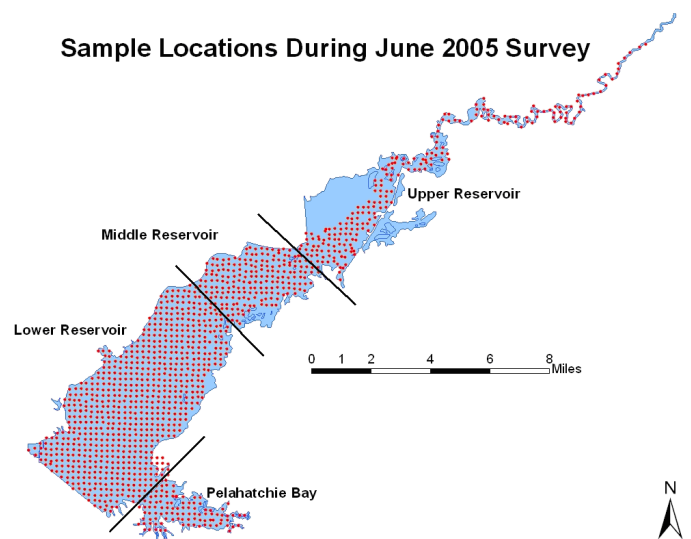 Sample Locations During June 2005 Survey
Upper Reservoir
Middle Reservoir
Lower Reservoir
0 1 2 4 6 8
Miles
Pelahatchie Bay
N